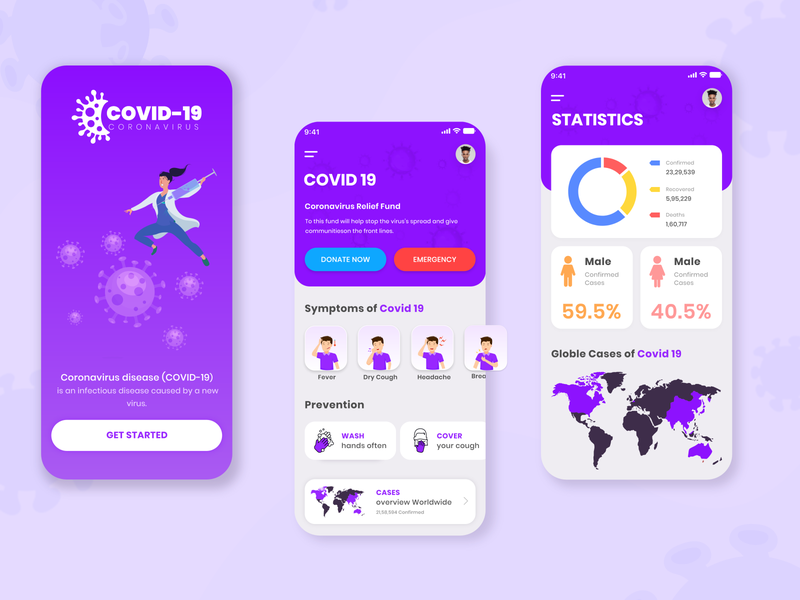 COVID-19
CORONAVIRUS
Coronavirus disease (COVID-19)
is an infectious disease caused by a new
virus.
GET STARTED
9:41
COVID 19
Coronavirus Relief Fund
To this fund will help stop the virus's spread and give
communitieson the front lines.
DONATE NOW
EMERGENCY
Symptoms of Covid 19
Fever
Dry Cough
Headache
Brea
Prevention
WASH
hands often
COVER
your cough
CASES
overview Worldwide
21,58,594 Confirmed
9:41
STATISTICS
Confirmed
23,29,539
Recovered
5,95,229
Deaths
1,60,717
Male
Confirmed
Cases
59.5%
Male
Confirmed
Cases
40.5%
Globle Cases of Covid 19